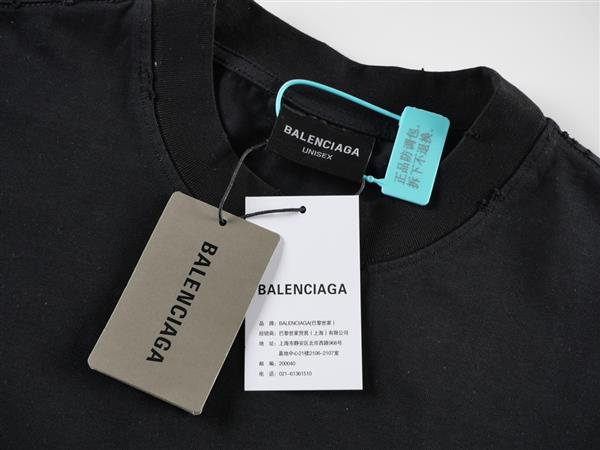 BALENCIAGA
UNISEX
正品防调包.
拆下不退换.
BALENCIAGA
BALENCIAGA
品 牌: BALENCIAGA(巴黎世家)
经销商: 巴黎世家贸易(上海)有限公司
地 址: 上海市静安区北京西路968号
嘉地中心21楼2106-2107室
邮 编: 200040
电 话: 021-61361510